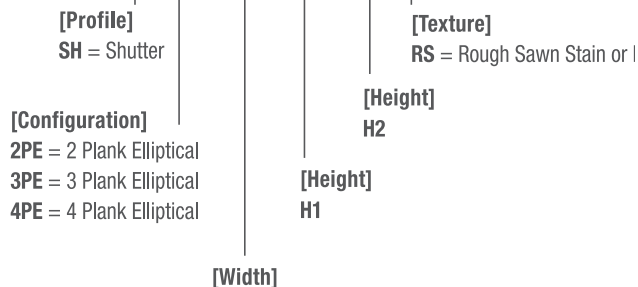 [Profile]
SH = Shutter
[Texture]
RS = Rough Sawn Stain or
[Height]
H2
[Configuration]
2PE = 2 Plank Elliptical
3PE = 3 Plank Elliptical
4PE = 4 Plank Elliptical
[Height]
H1
[Width]